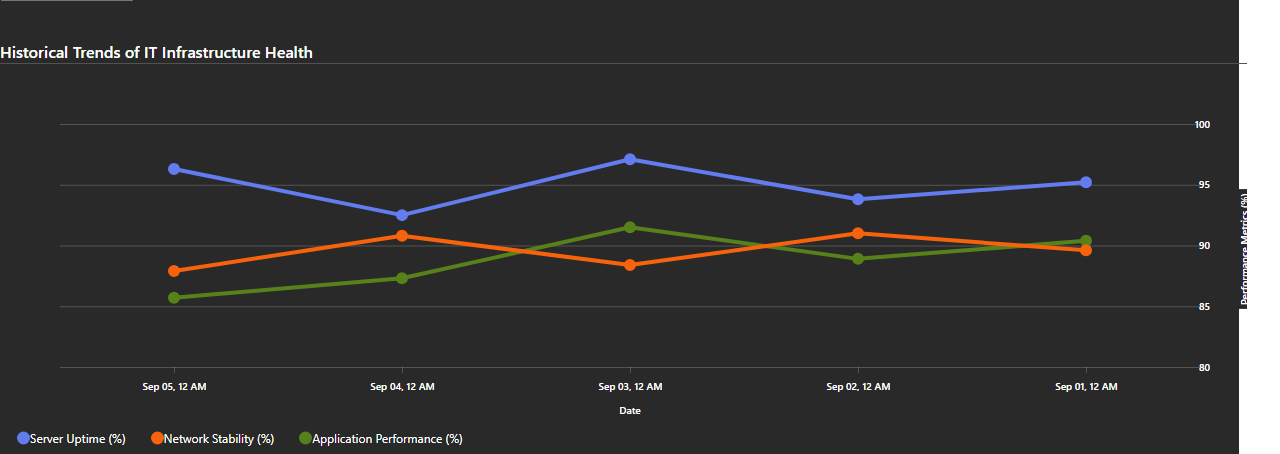 Historical Trends of IT Infrastructure Health
100
95
90
85
80
Performance Metrics (%)
Sep 05, 12 AM
Sep 04, 12 AM
Sep 03, 12 AM
Sep 02, 12 AM
Sep 01, 12 AM
Date
Server Uptime (%)
Network Stability (%)
Application Performance (%)